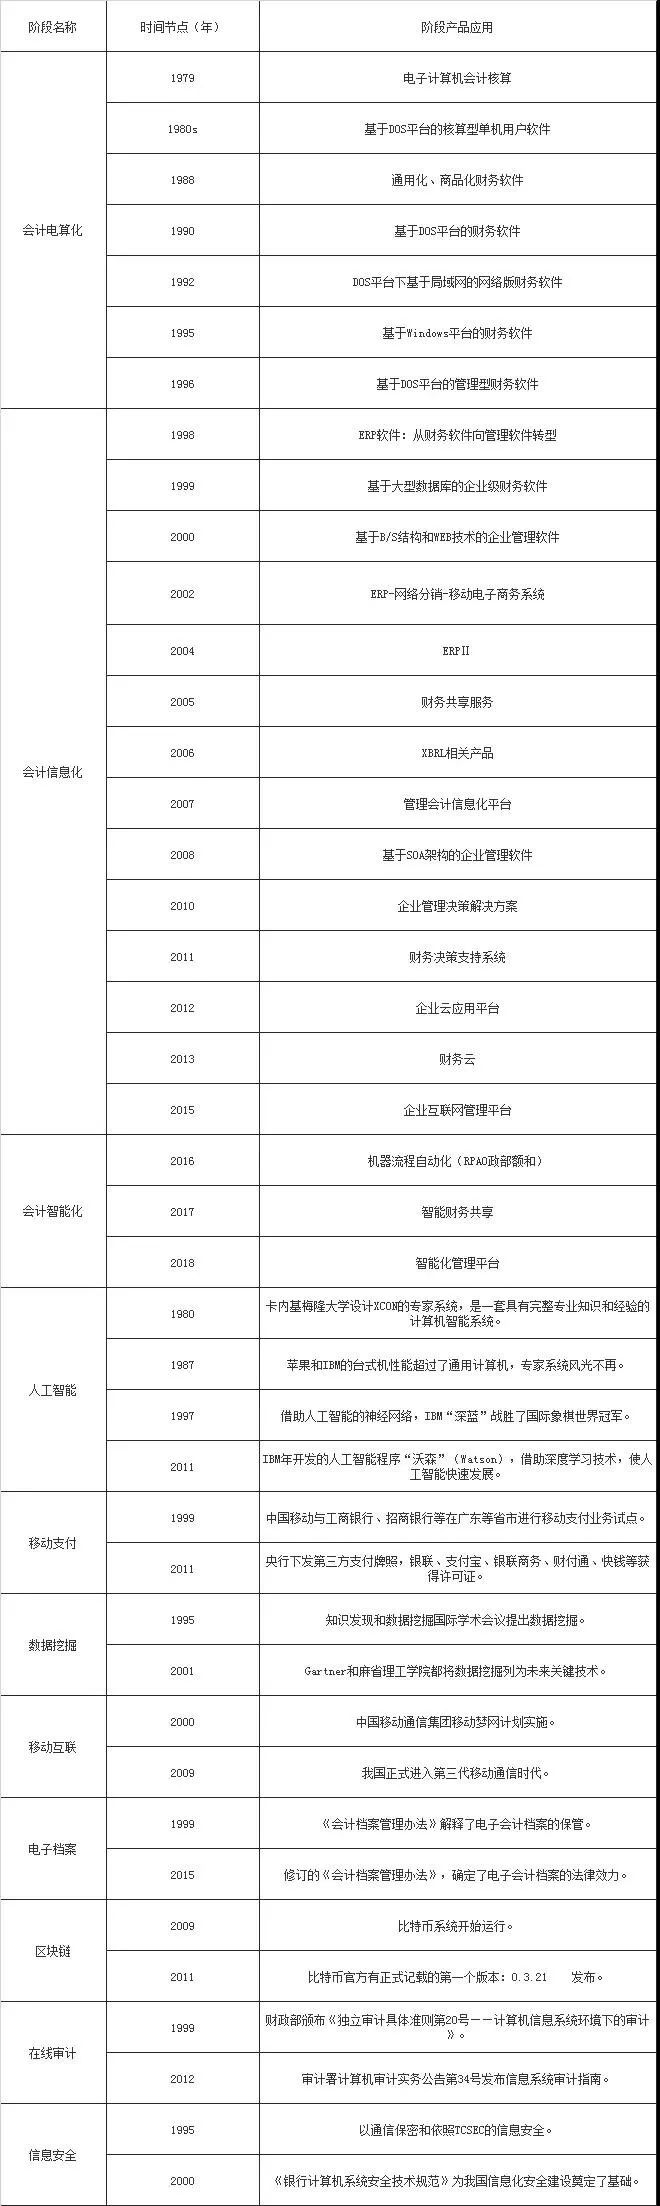 阶段名称 时间节点（年） 阶段产品应用
会计电算化
1979 电子计算机会计核算
1980s 基于DOS平台的核算型单机用户软件
1988 通用化、商品化财务软件
1990 基于DOS平台的财务软件
1992 DOS平台下基于局域网的网络版财务软件
1995 基于Windows平台的财务软件
1996 基于DOS平台的管理型财务软件
会计信息化
1998 ERP软件：从财务软件向管理软件转型
1999 基于大型数据库的企业级财务软件
2000 基于B/S结构和WEB技术的企业管理软件
2002 ERP-网络分销-移动电子商务系统
2004 ERPⅡ
2005 财务共享服务
2006 XBRL相关产品
2007 管理会计信息化平台
2008 基于SOA架构的企业管理软件
2010 企业管理决策解决方案
2011 财务决策支持系统
2012 企业云应用平台
2013 财务云
2015 企业互联网管理平台
会计智能化
2016 机器流程自动化（RPAO政部额和）
2017 智能财务共享
2018 智能化管理平台
人工智能
1980 卡内基梅隆大学设计XCON的专家系统，是一套具有完整专业知识和经验的
计算机智能系统。
1987 苹果和IBM的台式机性能超过了通用计算机，专家系统风光不再。
1997 借助人工智能的神经网络，IBM“深蓝”战胜了国际象棋世界冠军。
2011 IBM年开发的人工智能程序“沃森”（Watson），借助深度学习技术，使人
工智能快速发展。
移动支付
1999 中国移动与工商银行、招商银行等在广东等省市进行移动支付业务试点。
2011 央行下发第三方支付牌照，银联、支付宝、银联商务、财付通、快钱等获
得许可证。
数据挖掘
1995 知识发现和数据挖掘国际学术会议提出数据挖掘。
2001 Gartner和麻省理工学院都将数据挖掘列为未来关键技术。
移动互联
2000 中国移动通信集团移动梦网计划实施。
2009 我国正式进入第三代移动通信时代。
电子档案
1999 《会计档案管理办法》解释了电子会计档案的保管。
2015 修订的《会计档案管理办法》，确定了电子会计档案的法律效力。
区块链
2009 比特币系统开始运行。
2011 比特币官方有正式记载的第一个版本：0.3.21 发布。
在线审计
1999 财政部颁布《独立审计具体准则第20号——计算机信息系统环境下的审计
》。
2012 审计署计算机审计实务公告第34号发布信息系统审计指南。
信息安全
1995 以通信保密和依照TCSEC的信息安全。
2000 《银行计算机系统安全技术规范》为我国信息化安全建设奠定了基础。